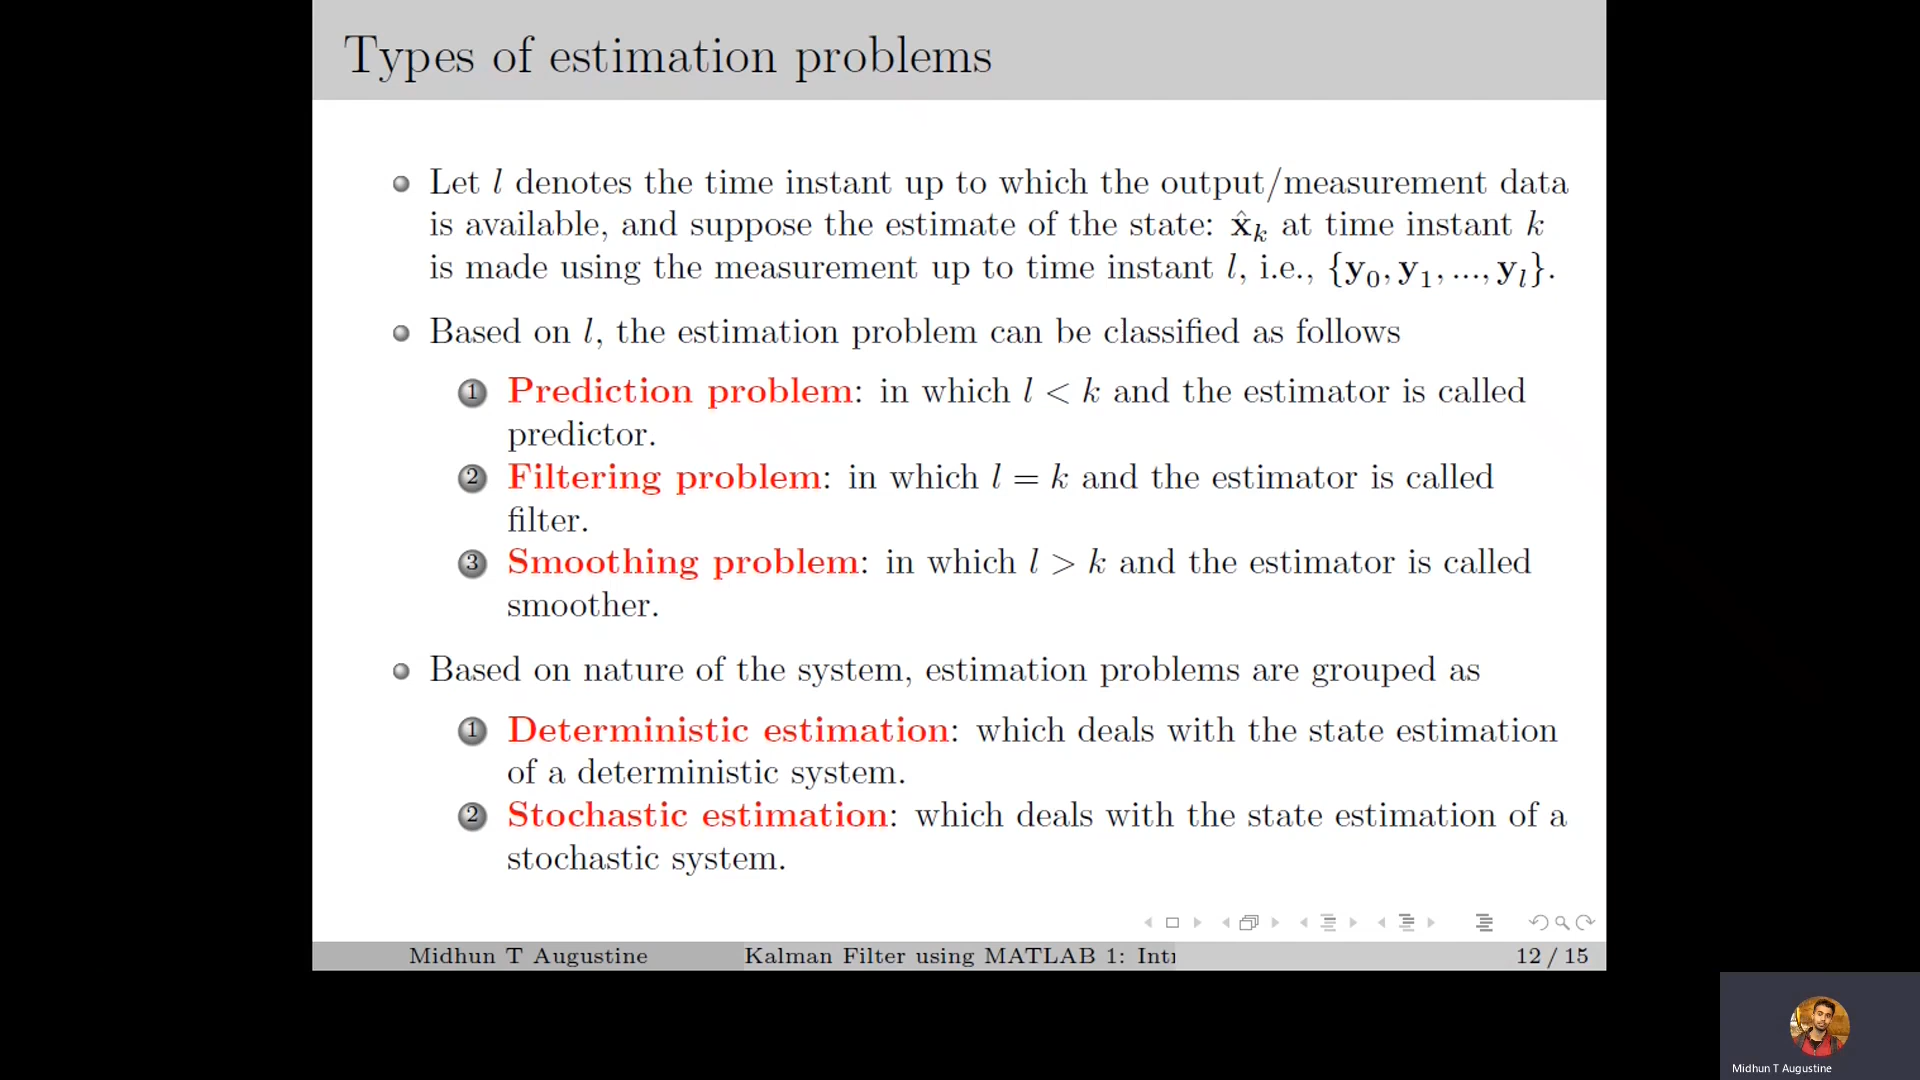 Types of estimation problems
Let l denotes the time instant up to which the output/measurement data
is available, and suppose the estimate of the state: x̂ₖ at time instant k
is made using the measurement up to time instant l, i.e., {y₀, y₁, ..., yₗ}.
Based on l, the estimation problem can be classified as follows
1 Prediction problem: in which l < k and the estimator is called
predictor.
2 Filtering problem: in which l = k and the estimator is called
filter.
3 Smoothing problem: in which l > k and the estimator is called
smoother.
Based on nature of the system, estimation problems are grouped as
1 Deterministic estimation: which deals with the state estimation
of a deterministic system.
2 Stochastic estimation: which deals with the state estimation of a
stochastic system.
Midhun T Augustine Kalman Filter using MATLAB 1: Intr 12 / 15
Midhun T Augustine